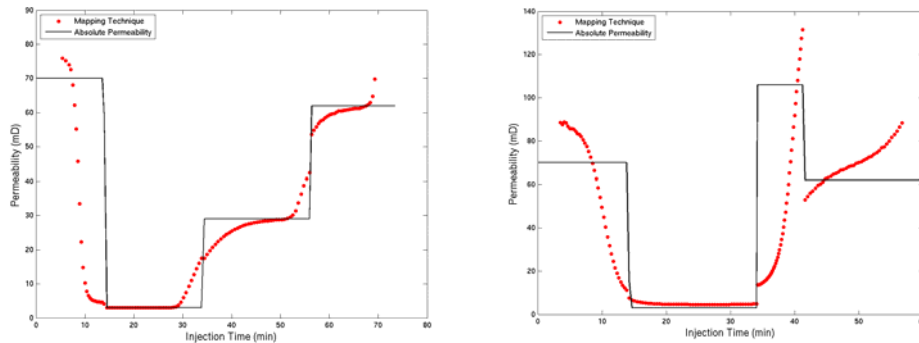 90
80
70
60
50
40
30
20
10
0
Permeability (mD)
Mapping Technique
Absolute Permeability
0 10 20 30 40 50 60 70 80
Injection Time (min)
140
120
100
80
60
40
20
0
Permeability (mD)
Mapping Technique
Absolute Permeability
0 10 20 30 40 50
Injection Time (min)